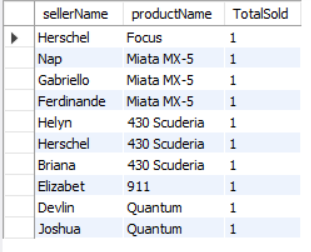 sellerName productName TotalSold
Herschel Focus 1
Nap Miata MX-5 1
Gabriello Miata MX-5 1
Ferdinande Miata MX-5 1
Helyn 430 Scuderia 1
Herschel 430 Scuderia 1
Briana 430 Scuderia 1
Elizabet 911 1
Devlin Quantum 1
Joshua Quantum 1